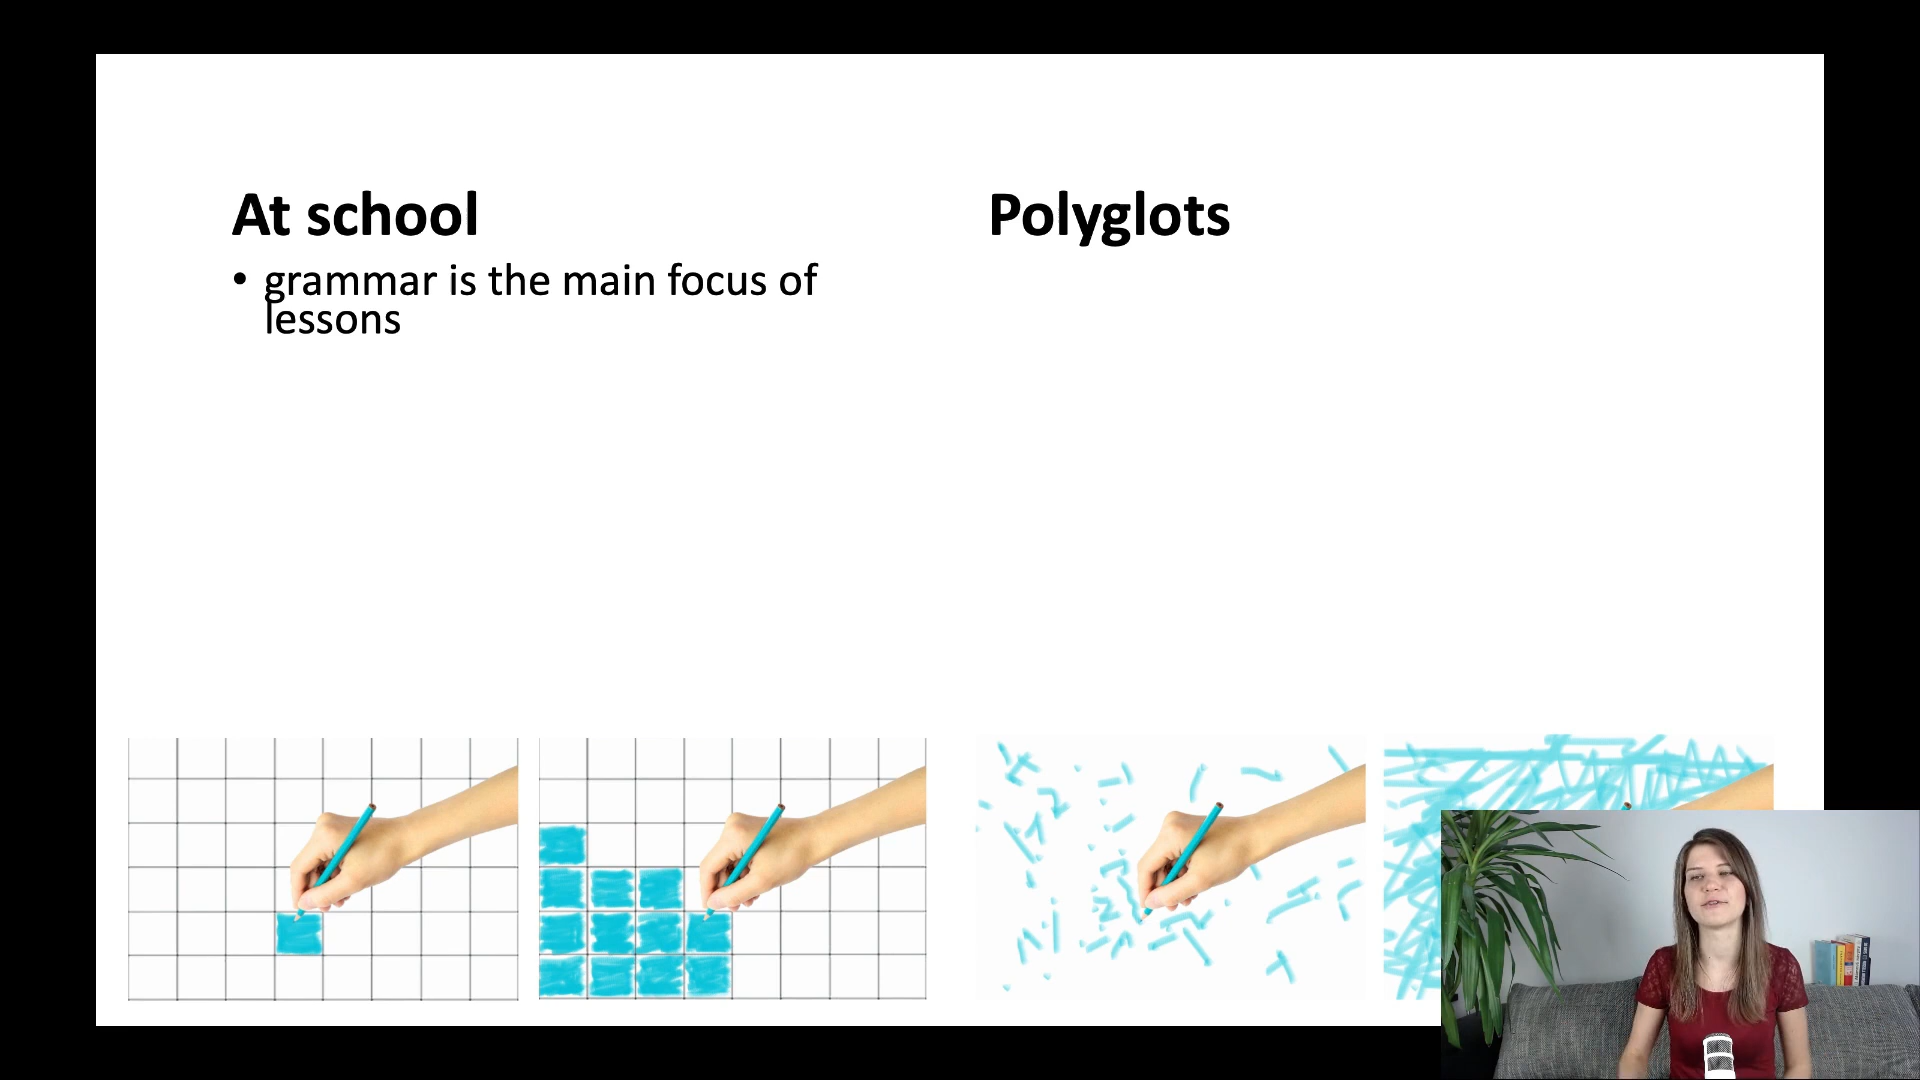 At school
• grammar is the main focus of
lessons
Polyglots